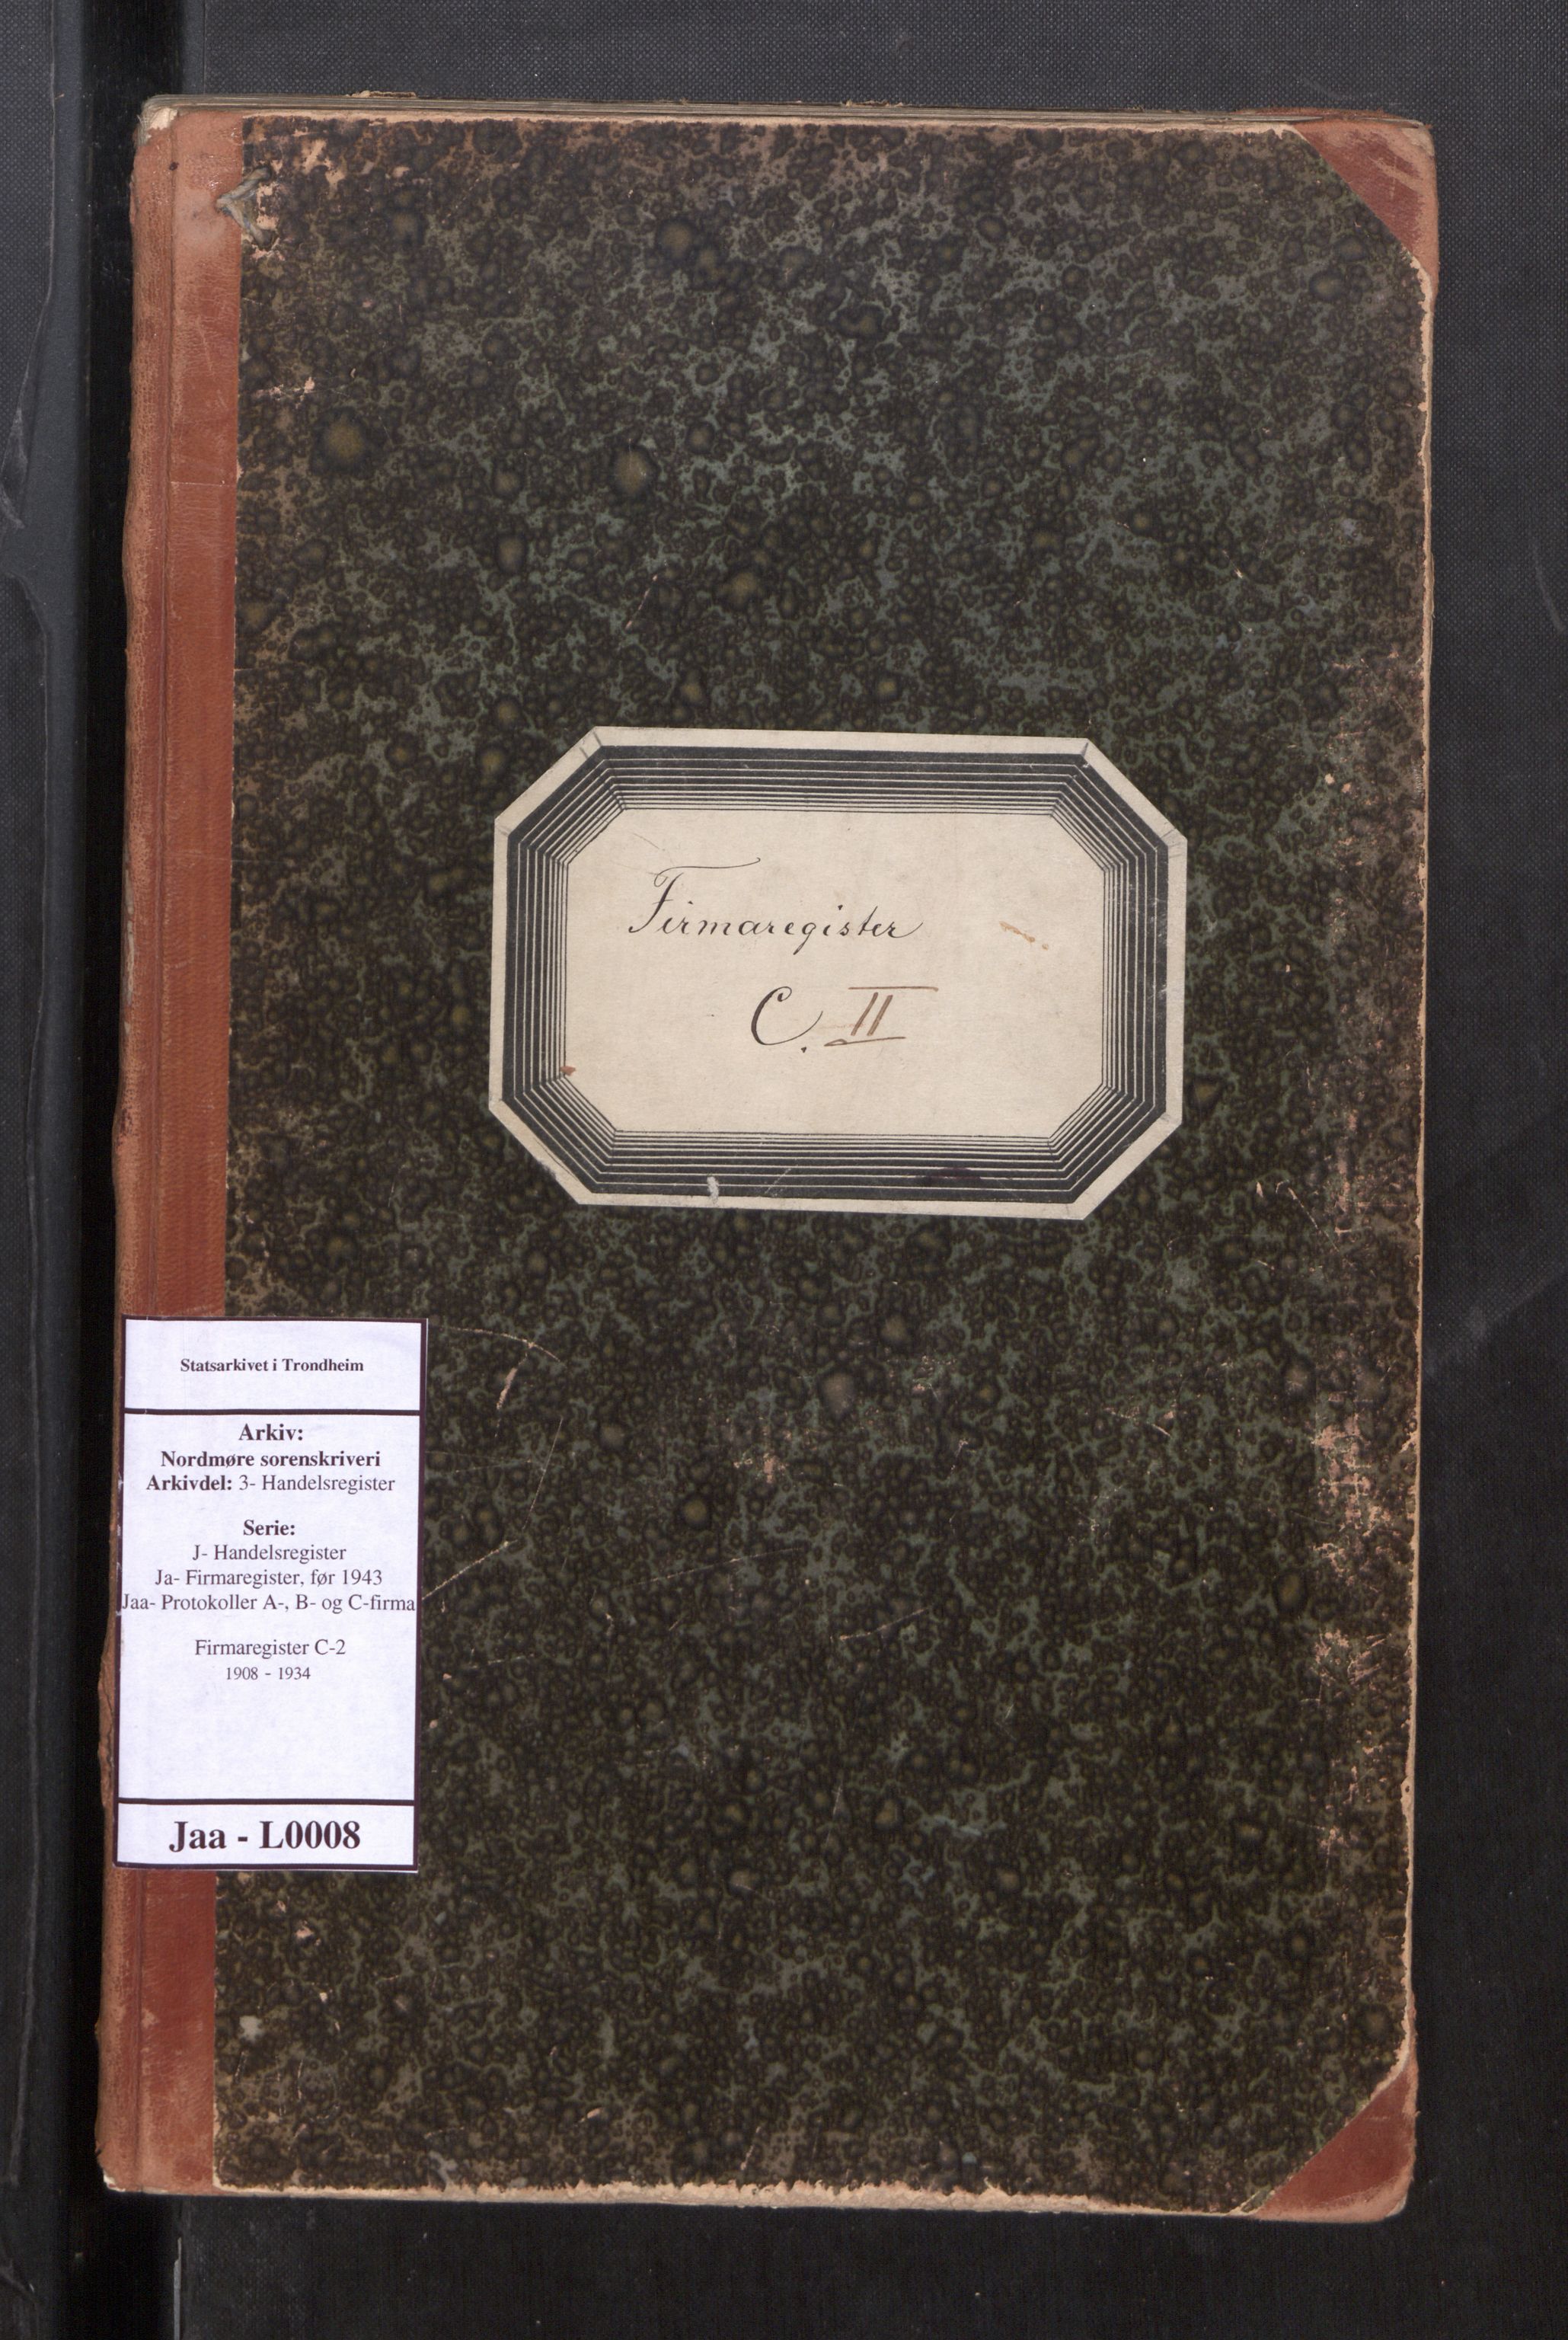 Firmaregister
C. II
Statsarkivet i Trondheim
Arkiv:
Nordmøre sorenskriveri
Arkivdel: 3- Handelsregister
Serie:
J- Handelsregister
Ja- Firmaregister, før 1943
Jaa- Protokoller A-, B- og C-firma
Firmaregister C-2
1908 - 1934
Jaa - L0008